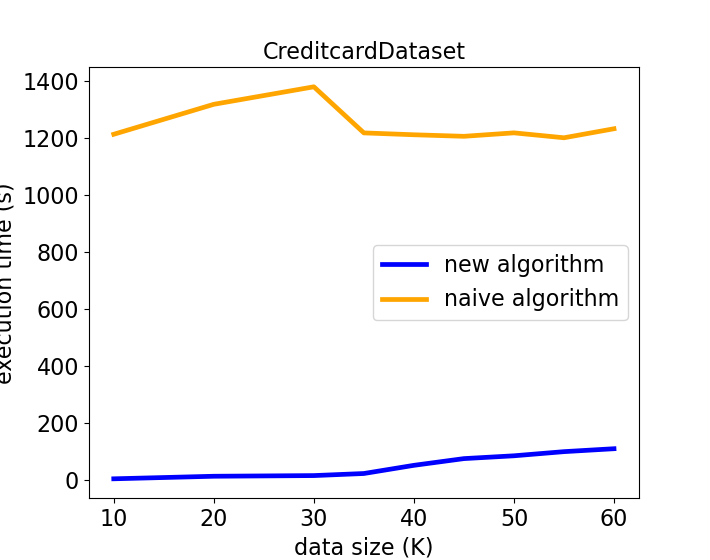 CreditcardDataset
execution time (s)
1400
1200
1000
800
600
400
200
0
new algorithm
naive algorithm
10 20 30 40 50 60
data size (K)